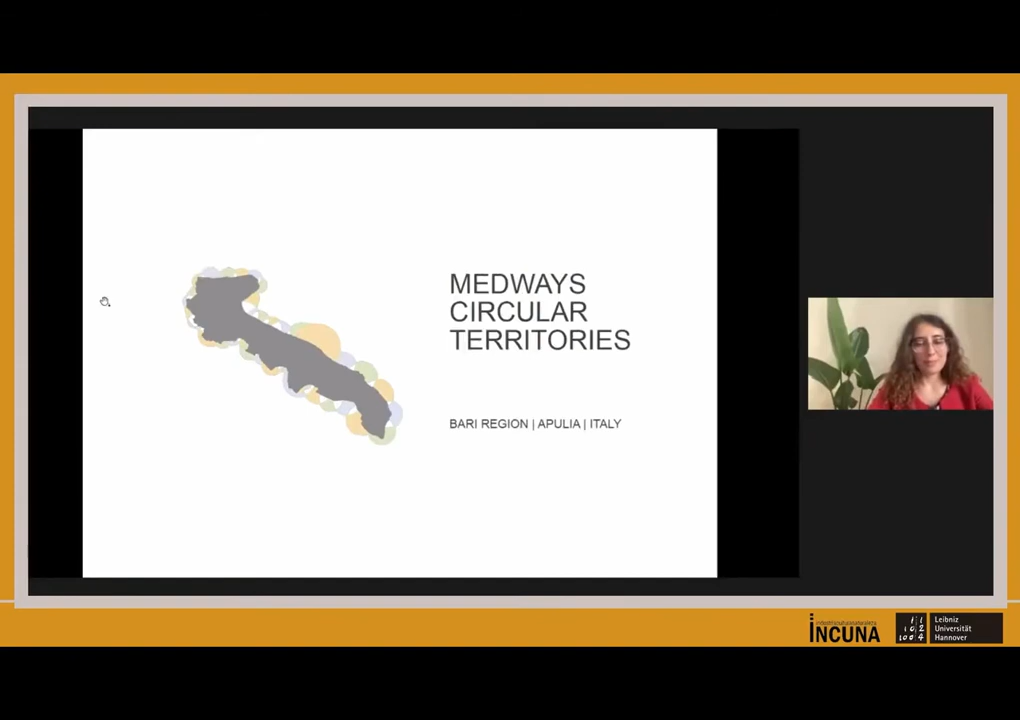 MEDWAYS
CIRCULAR
TERRITORIES
BARI REGION | APULIA | ITALY
iNCUNA
Leibniz
Universität
Hannover